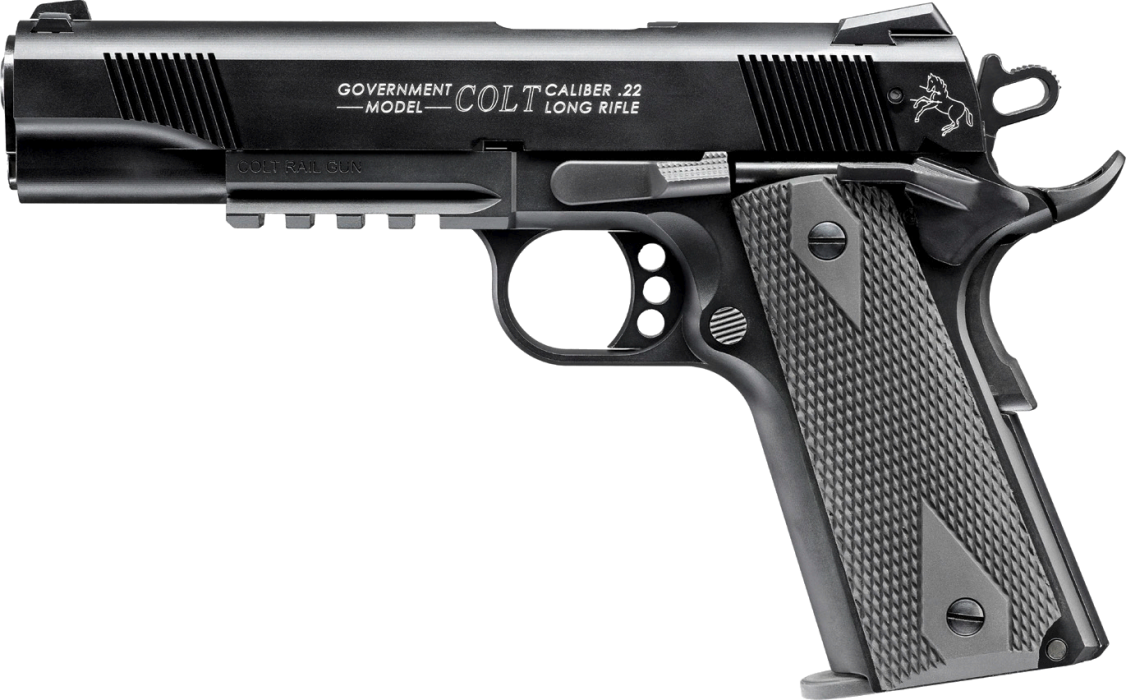 GOVERNMENT COLT CALIBER .22
MODEL LONG RIFLE
COLT RAIL GUN